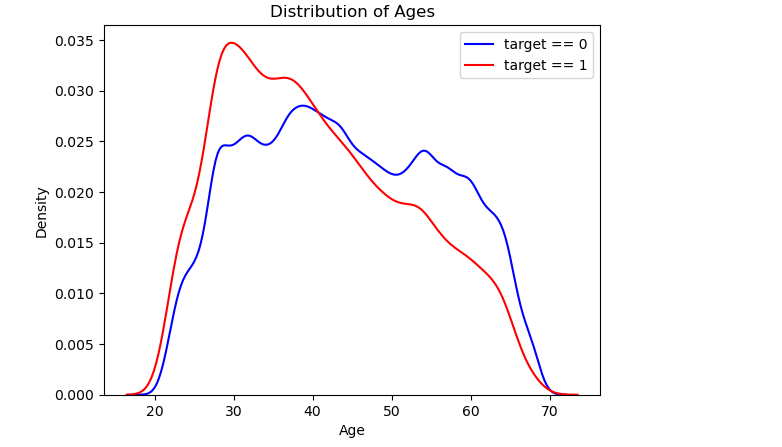 Distribution of Ages
target == 0
target == 1
0.035
0.030
0.025
0.020
0.015
0.010
0.005
0.000
Density
20 30 40 50 60 70
Age